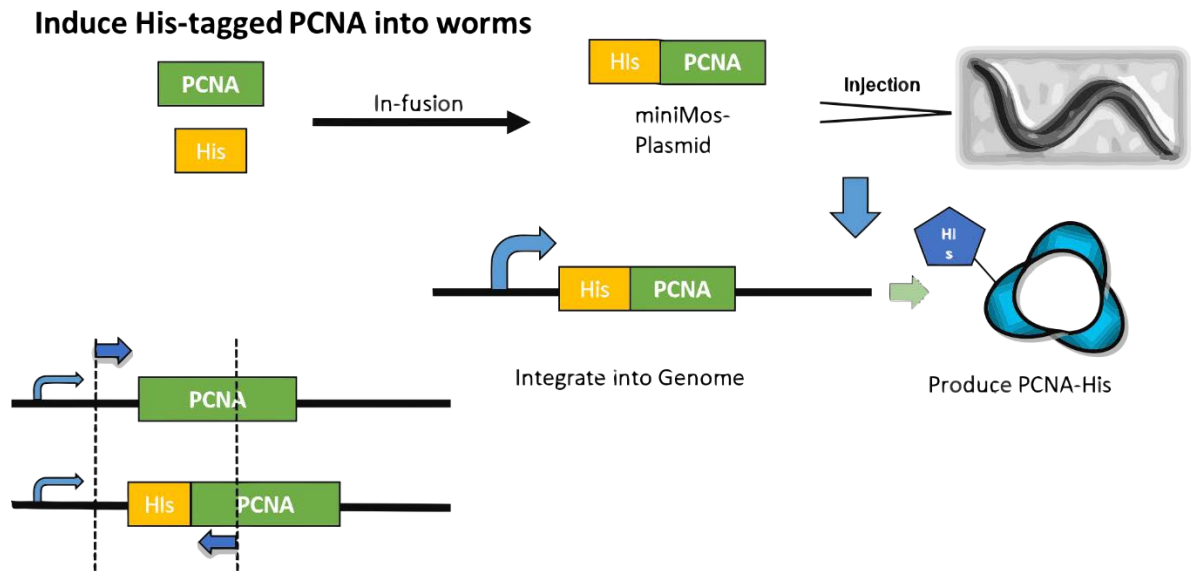 Induce His-tagged PCNA into worms
PCNA
His
In-fusion
His PCNA
miniMos-
Plasmid
Injection
His PCNA
HI
s
Integrate into Genome
Produce PCNA-His
PCNA
His PCNA